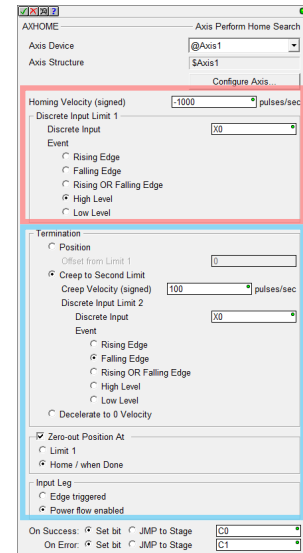 AXHOME Axis Perform Home Search
Axis Device @Axis1
Axis Structure $Axis1
Configure Axis...
Homing Velocity (signed) -1000 pulses/sec
Discrete Input Limit 1
Discrete Input X0
Event
Rising Edge
Falling Edge
Rising OR Falling Edge
High Level
Low Level
Termination
Position
Offset from Limit 1 0
Creep to Second Limit
Creep Velocity (signed) 100 pulses/sec
Discrete Input Limit 2
Discrete Input X0
Event
Rising Edge
Falling Edge
Rising OR Falling Edge
High Level
Low Level
Decelerate to 0 Velocity
Zero-out Position At
Limit 1
Home / when Done
Input Leg
Edge triggered
Power flow enabled
On Success: Set bit JMP to Stage C0
On Error: Set bit JMP to Stage C1